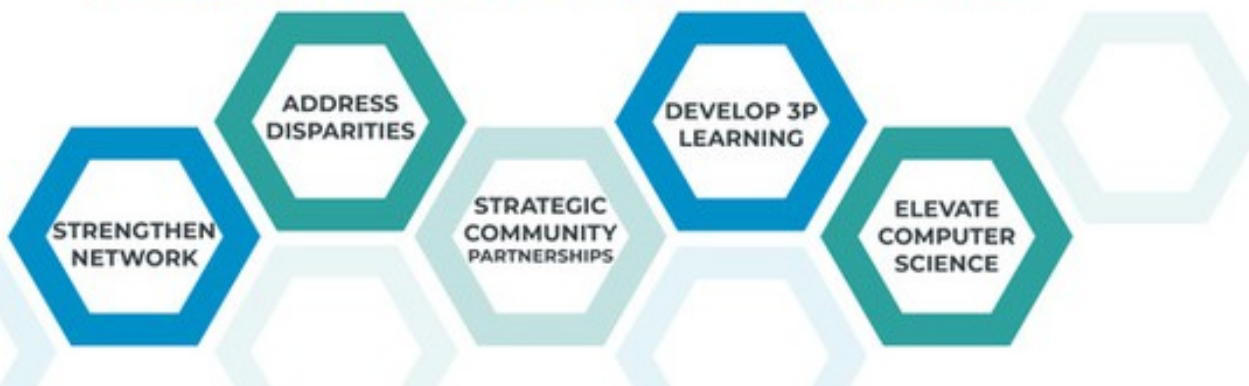 STRENGTHEN
NETWORK
ADDRESS
DISPARITIES
STRATEGIC
COMMUNITY
PARTNERSHIPS
DEVELOP 3P
LEARNING
ELEVATE
COMPUTER
SCIENCE